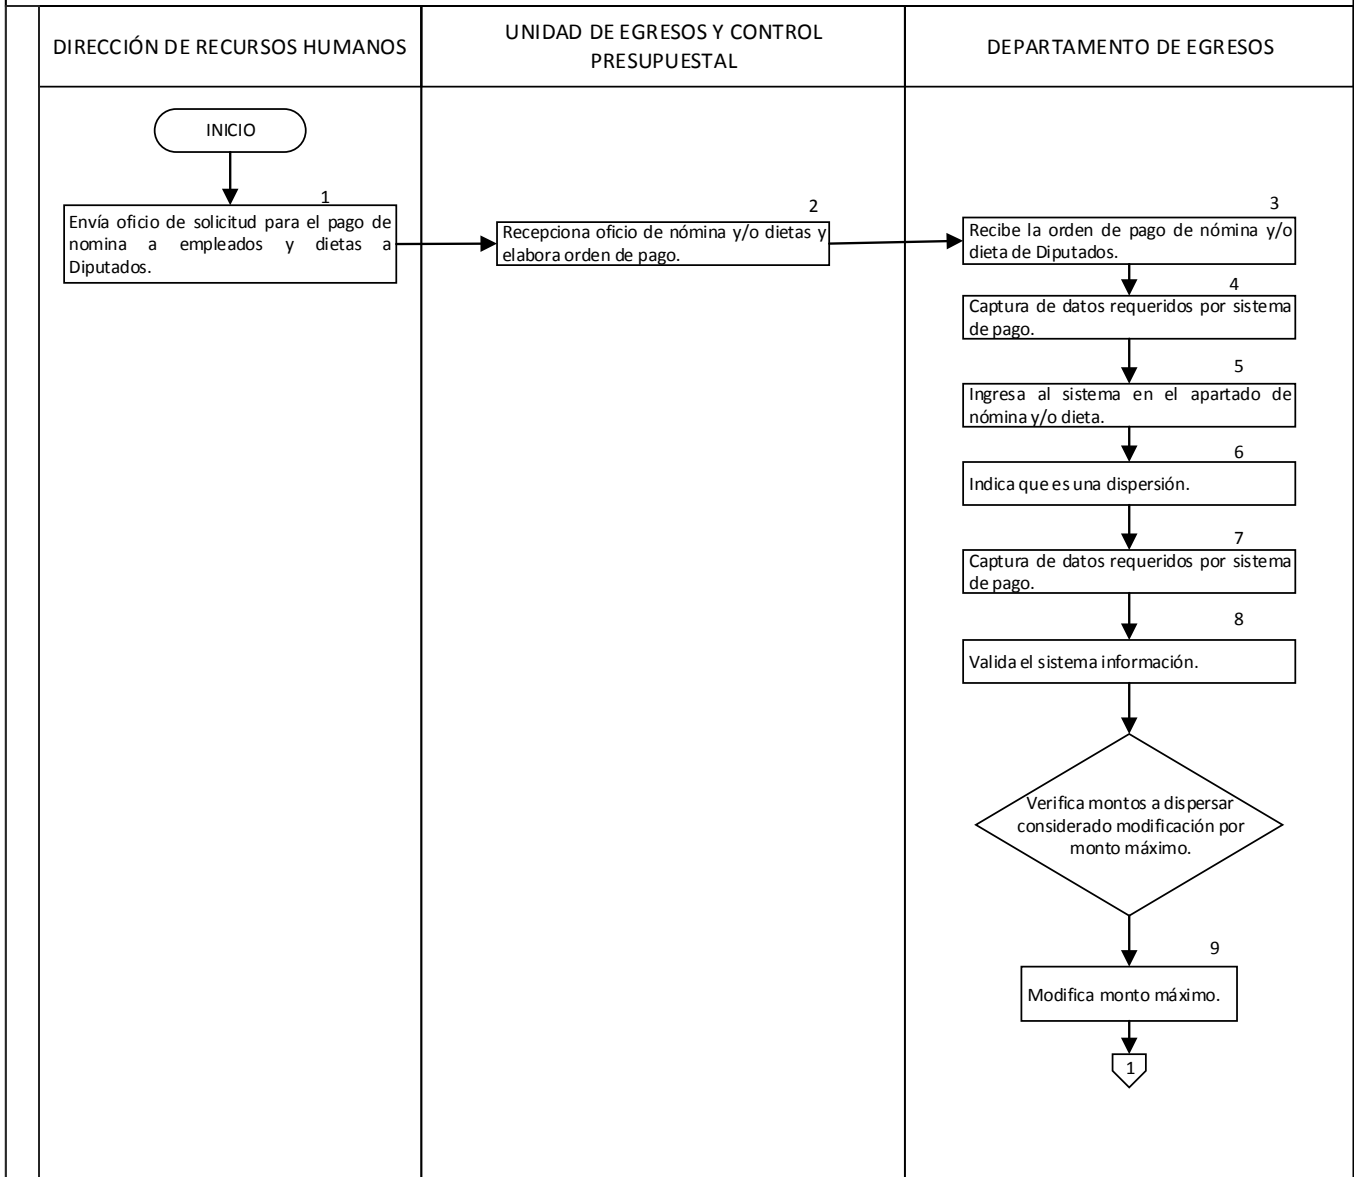 DIRECCIÓN DE RECURSOS HUMANOS
UNIDAD DE EGRESOS Y CONTROL
PRESUPUESTAL
DEPARTAMENTO DE EGRESOS
INICIO
1
Envía oficio de solicitud para el pago de
nomina a empleados y dietas a
Diputados.
2
Recepciona oficio de nómina y/o dietas y
elabora orden de pago.
3
Recibe la orden de pago de nómina y/o
dieta de Diputados.
4
Captura de datos requeridos por sistema
de pago.
5
Ingresa al sistema en el apartado de
nómina y/o dieta.
6
Indica que es una dispersión.
7
Captura de datos requeridos por sistema
de pago.
8
Valida el sistema información.
Verifica montos a dispersar
considerado modificación por
monto máximo.
9
Modifica monto máximo.
1